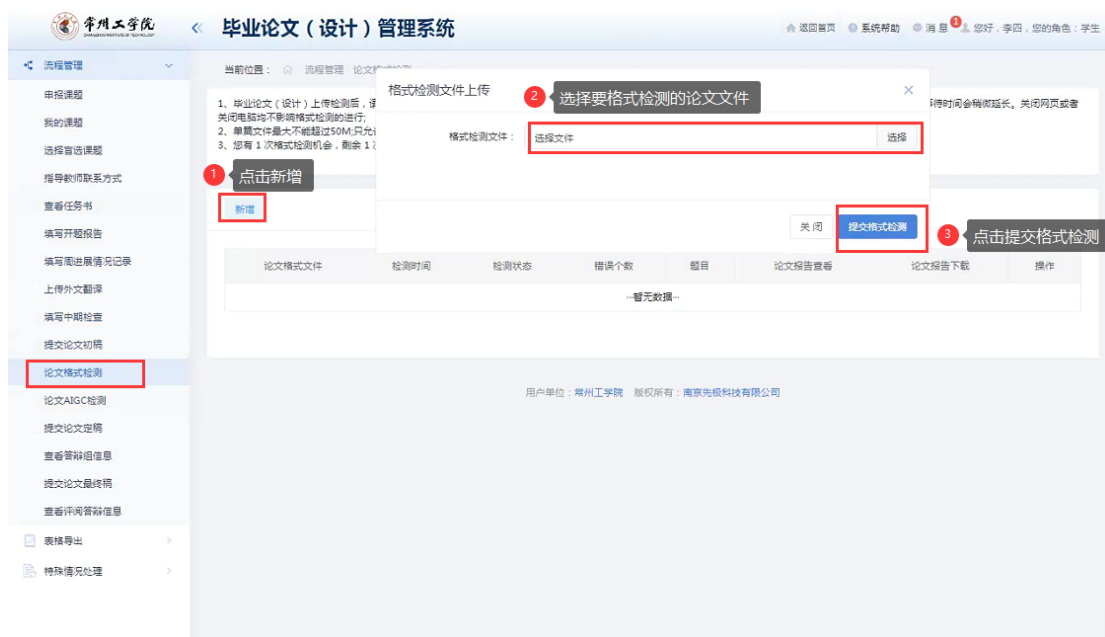 常州工学院
毕业论文（设计）管理系统
返回首页 系统帮助 消息 1 您好，李四，您的角色：学生
流程管理
申报课题
我的课题
选择盲选课题
指导教师联系方式
查看任务书
填写开题报告
填写周进展情况记录
上传外文翻译
填写中期检查
提交论文初稿
论文格式检测
论文AIGC检测
提交论文定稿
查看答辩组信息
提交论文最终稿
查看评阅答辩信息
表格导出
特殊情况处理
当前位置： 流程管理 论文格式检测
1、毕业论文（设计）上传检测后，
等待时间会稍微延长。关闭网页或者
关闭电脑均不影响格式检测的进行；
2、单篇文件最大不能超过50M;只允
3、您有 1 次格式检测机会，剩余 1
格式检测文件上传
×
2 选择要格式检测的论文文件
格式检测文件： 选择文件 选择
1 点击新增
新增
关闭 提交格式检测
3 点击提交格式检测
论文格式文件 检测时间 检测状态 错误个数 题目 论文报告查看 论文报告下载 操作
--暂无数据--
用户单位：常州工学院 版权所有：南京先极科技有限公司